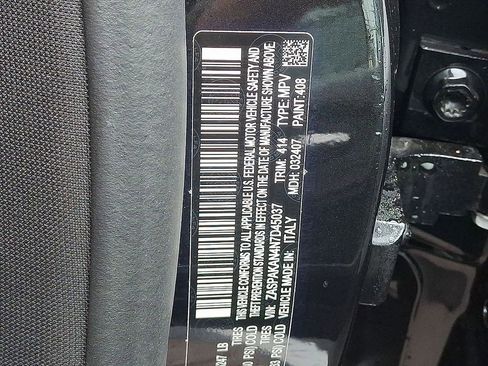 247 LB
TIRES
PSI) COLD
TIRES
PSI) COLD
THIS VEHICLE CONFORMS TO ALL APPLICABLE U.S. FEDERAL MOTOR VEHICLE SAFETY AND
THEFT PREVENTION STANDARDS IN EFFECT ON THE DATE OF MANUFACTURE SHOWN ABOVE
VIN: ZASPAKAN4N7D45037 TRIM: 414 TYPE: MPV
VEHICLE MADE IN: ITALY MDH: 032407 PAINT: 408